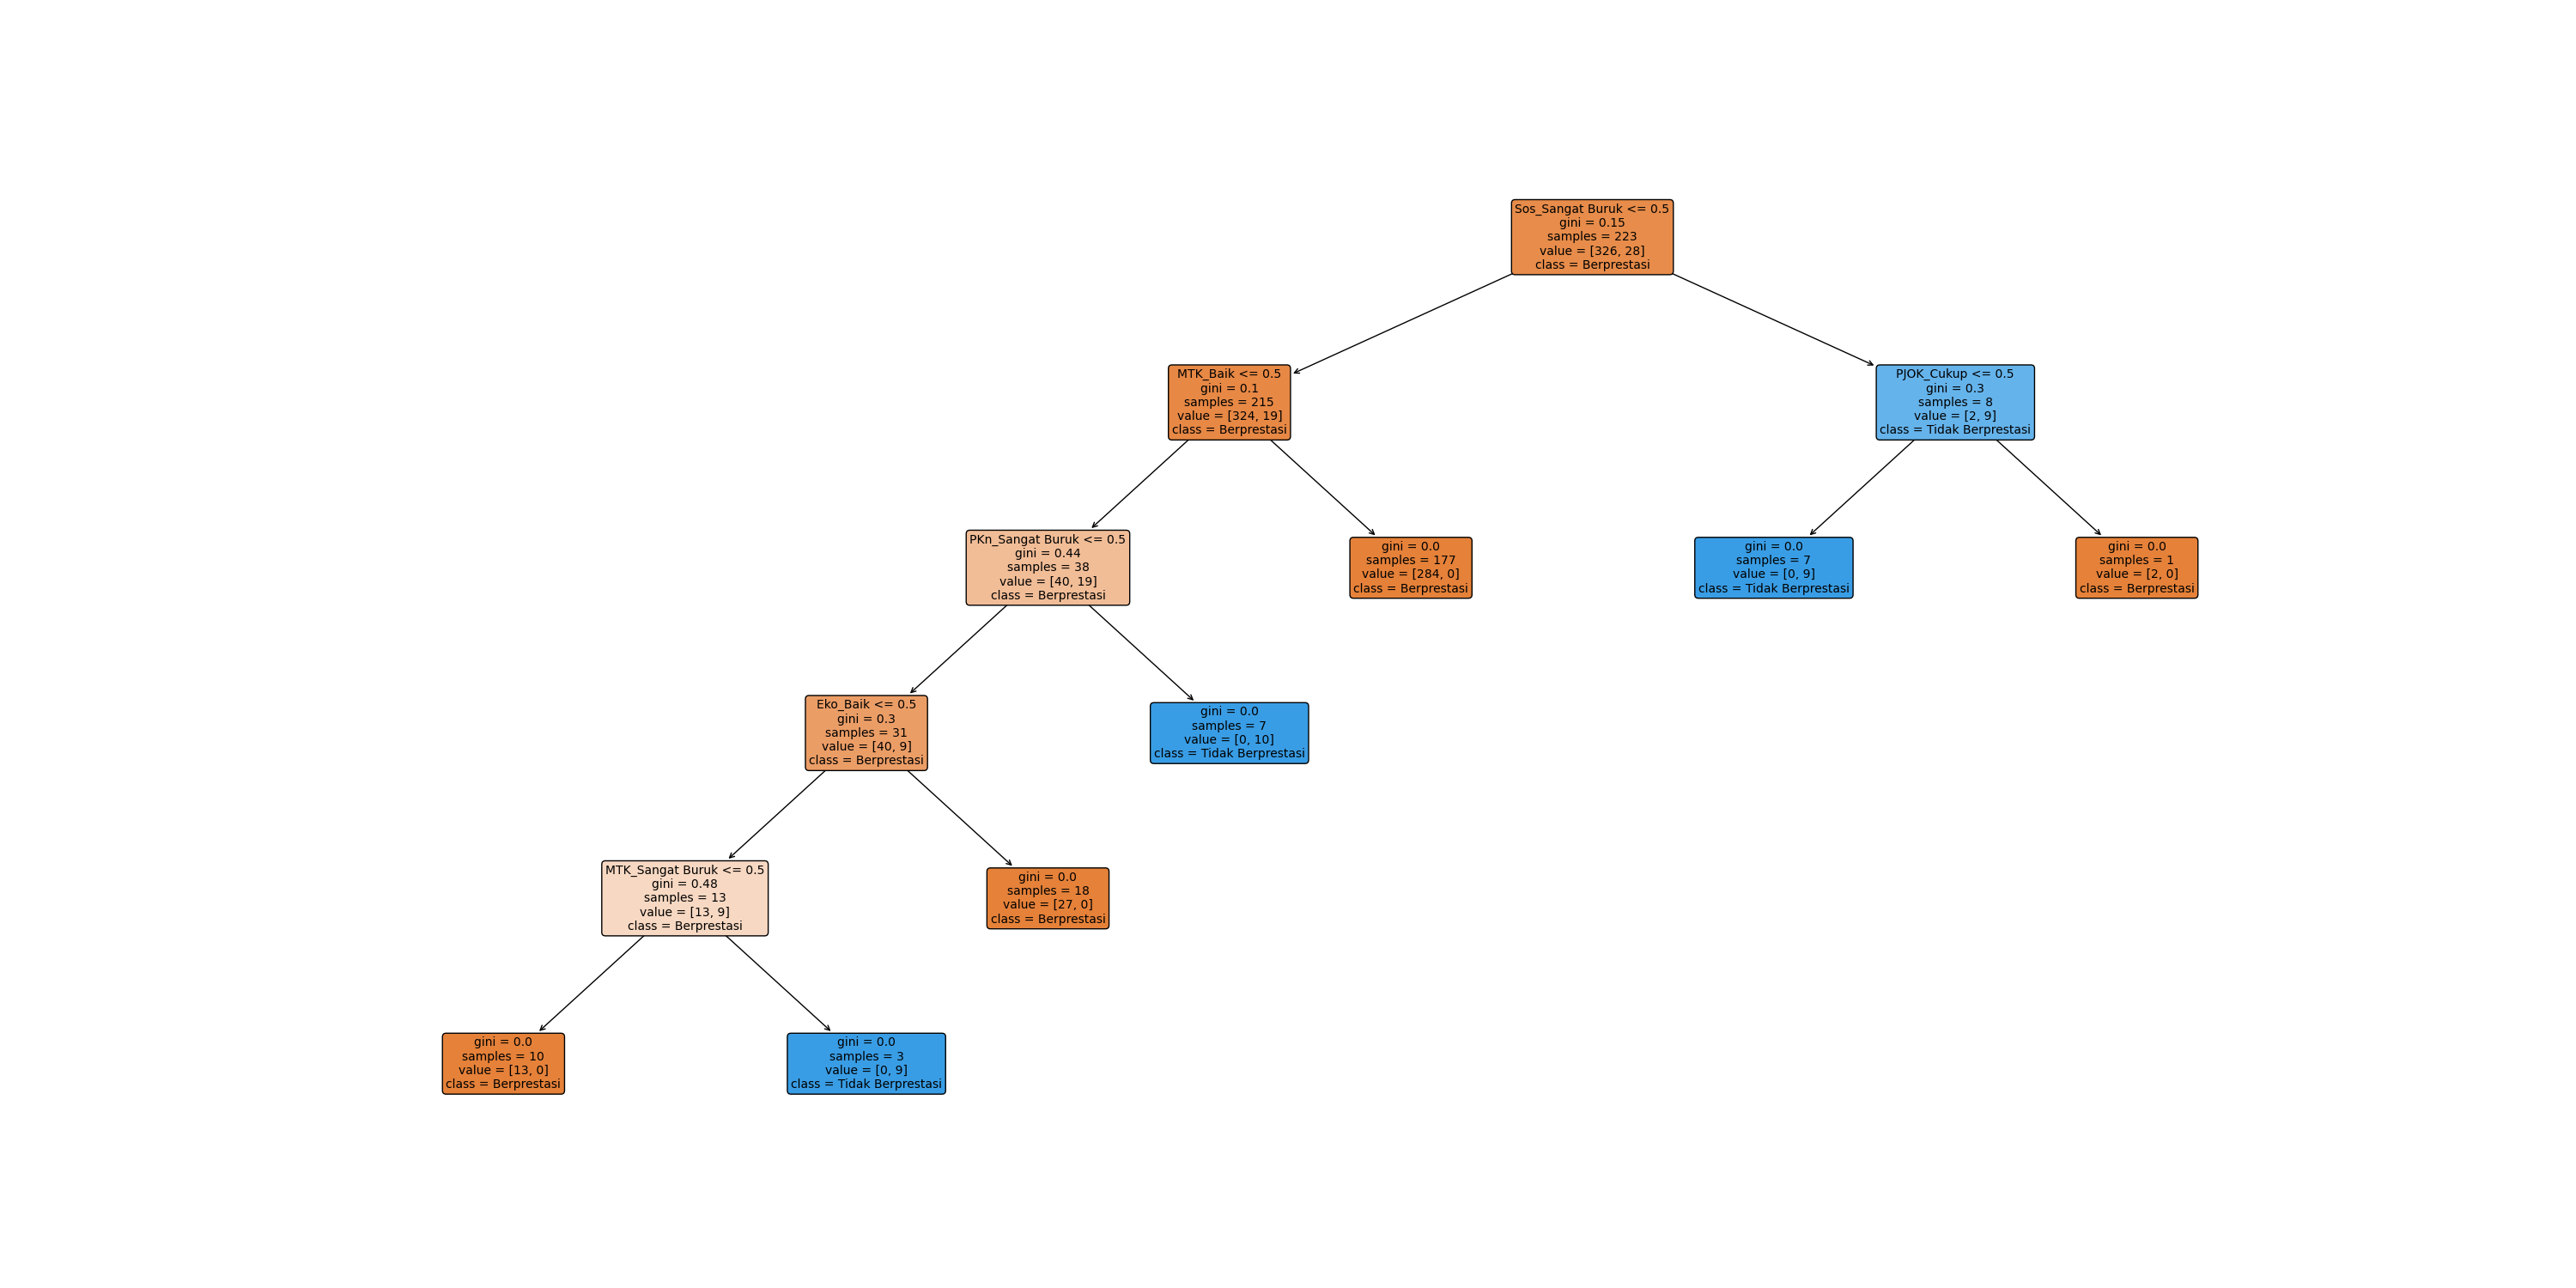 Sos_Sangat Buruk <= 0.5
gini = 0.15
samples = 223
value = [326, 28]
class = Berprestasi
MTK_Baik <= 0.5
gini = 0.1
samples = 215
value = [324, 19]
class = Berprestasi
PJOK_Cukup <= 0.5
gini = 0.3
samples = 8
value = [2, 9]
class = Tidak Berprestasi
PKn_Sangat Buruk <= 0.5
gini = 0.44
samples = 38
value = [40, 19]
class = Berprestasi
gini = 0.0
samples = 177
value = [284, 0]
class = Berprestasi
gini = 0.0
samples = 7
value = [0, 9]
class = Tidak Berprestasi
gini = 0.0
samples = 1
value = [2, 0]
class = Berprestasi
Eko_Baik <= 0.5
gini = 0.3
samples = 31
value = [40, 9]
class = Berprestasi
gini = 0.0
samples = 7
value = [0, 10]
class = Tidak Berprestasi
MTK_Sangat Buruk <= 0.5
gini = 0.48
samples = 13
value = [13, 9]
class = Berprestasi
gini = 0.0
samples = 18
value = [27, 0]
class = Berprestasi
gini = 0.0
samples = 10
value = [13, 0]
class = Berprestasi
gini = 0.0
samples = 3
value = [0, 9]
class = Tidak Berprestasi